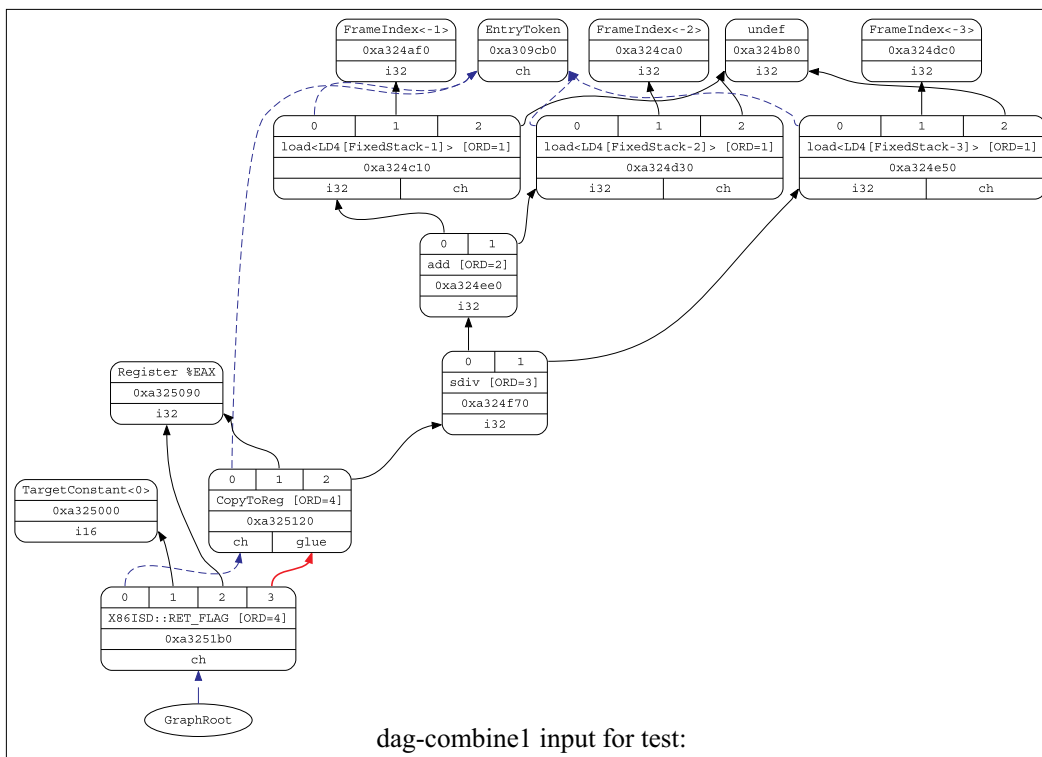 FrameIndex<-1>
0xa324af0
i32
EntryToken
0xa309cb0
ch
FrameIndex<-2>
0xa324ca0
i32
undef
0xa324b80
i32
FrameIndex<-3>
0xa324dc0
i32
0 1 2
load<LD4[FixedStack-1]> [ORD=1]
0xa324c10
i32 ch
0 1 2
load<LD4[FixedStack-2]> [ORD=1]
0xa324d30
i32 ch
0 1 2
load<LD4[FixedStack-3]> [ORD=1]
0xa324e50
i32 ch
0 1
add [ORD=2]
0xa324ee0
i32
0 1
sdiv [ORD=3]
0xa324f70
i32
Register %EAX
0xa325090
i32
0 1 2
CopyToReg [ORD=4]
0xa325120
ch glue
TargetConstant<0>
0xa325000
i16
0 1 2 3
X86ISD::RET_FLAG [ORD=4]
0xa3251b0
ch
GraphRoot
dag-combine1 input for test: